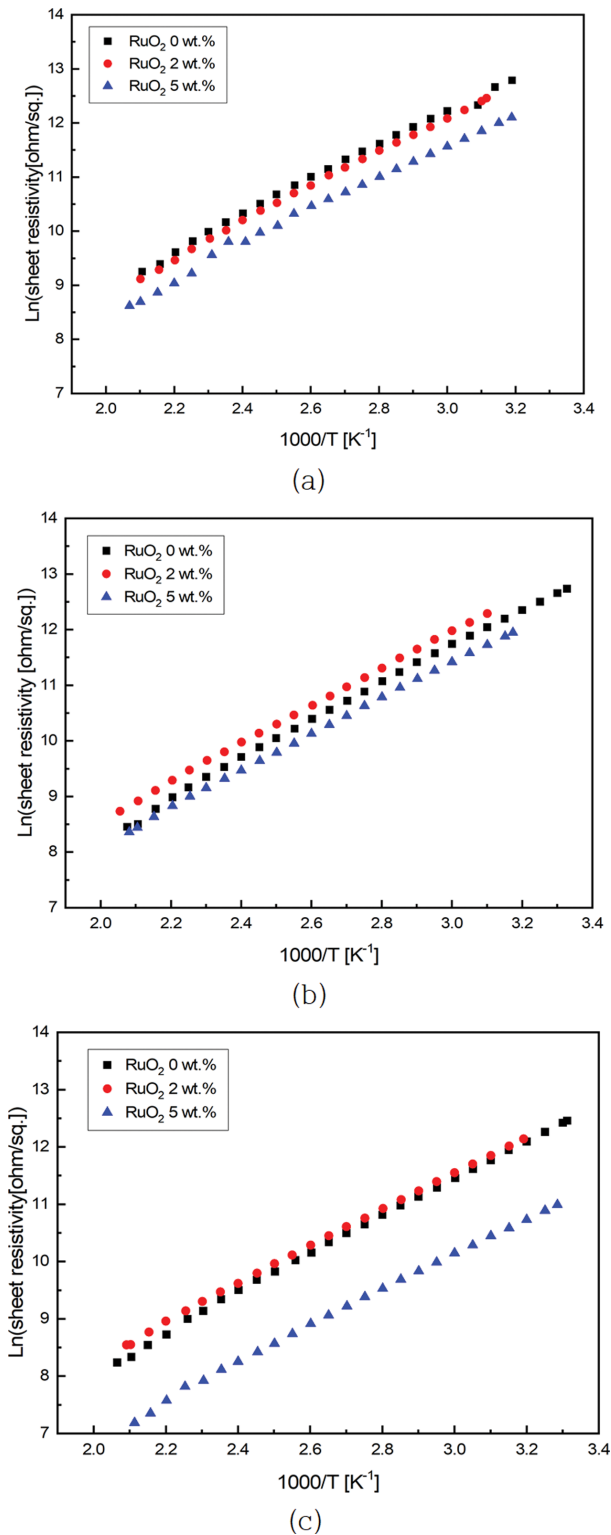 14
13
12
11
10
9
8
7
Ln(sheet resistivity[ohm/sq.])
RuO2 0 wt.%
RuO2 2 wt.%
RuO2 5 wt.%
2.0 2.2 2.4 2.6 2.8 3.0 3.2 3.4
1000/T [K-1]
(a)
14
13
12
11
10
9
8
7
Ln(sheet resistivity [ohm/sq.])
RuO2 0 wt.%
RuO2 2 wt.%
RuO2 5 wt.%
2.0 2.2 2.4 2.6 2.8 3.0 3.2 3.4
1000/T [K-1]
(b)
14
13
12
11
10
9
8
7
Ln(sheet resistivity[ohm/sq.])
RuO2 0 wt.%
RuO2 2 wt.%
RuO2 5 wt.%
2.0 2.2 2.4 2.6 2.8 3.0 3.2 3.4
1000/T [K-1]
(c)